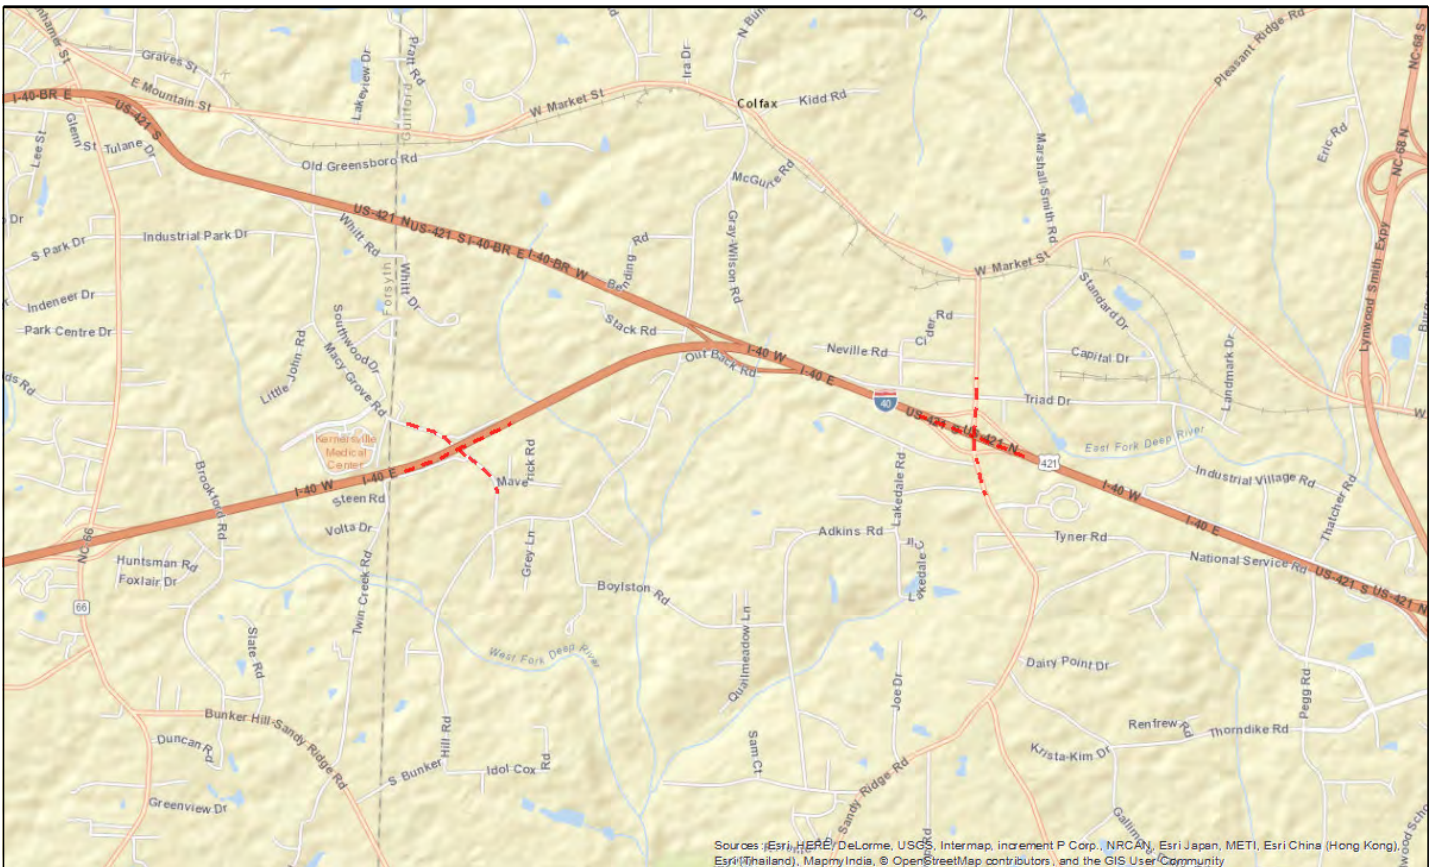 Graves St
E Mountain St
I-40-BR E
US-421 S
Glenn St
Tulane Dr
Lee St
Lakeview Dr
Pratt Rd
Guilford
Old Greensboro Rd
W Market St
Ira Dr
Colfax
Kidd Rd
Pleasant Ridge Rd
NC-68 S
NC-68 N
Eric Rd
Marshall-Smith Rd
McGuire Rd
Gray Wilson Rd
S Park Dr
Industrial Park Dr
Indeneer Dr
Park Centre Dr
Whitt Rd
Whitt Dr
Forsyth
US-421 N
US-421 S
I-40-BR E
I-40-BR W
Bending Rd
Stack Rd
Out Back Rd
I-40 W
I-40 E
Neville Rd
Cider Rd
W Market St
K
Standard Dr
Capital Dr
Landmark Dr
Lynwood Smith Expy
Triad Dr
40
US-421 N
421
East Fork Deep River
Industrial Village Rd
Thatcher Rd
Little John Rd
Southwood Dr
Macy Grove Rd
Kernersville
Medical
Center
I-40 W
I-40 E
Steen Rd
Volta Dr
Brookford Rd
NC-66
Huntsman Rd
Foxlair Dr
66
Slate Rd
Twin Creek Rd
Maverick Rd
Grey Ln
Boylston Rd
West Fork Deep River
Quailmeadow Ln
Adkins Rd
Lakedale Rd
Lakedale C
Tyner Rd
I-40 W
I-40 E
National Service Rd
US-421 S
US-421 N
Joe Dr
Dairy Point Dr
Pegg Rd
Renfrew Rd
Thorndike Rd
Krista-Kim Dr
Bunker Hill-Sandy Ridge Rd
Duncan Rd
Greenview Dr
S Bunker Hill Rd
Idol Cox Rd
Sam Ct
Sandy Ridge Rd
Sources: Esri, HERE, DeLorme, USGS, Intermap, increment P Corp., NRCAN, Esri Japan, METI, Esri China (Hong Kong),
Esri (Thailand), MapmyIndia, © OpenStreetMap contributors, and the GIS User Community